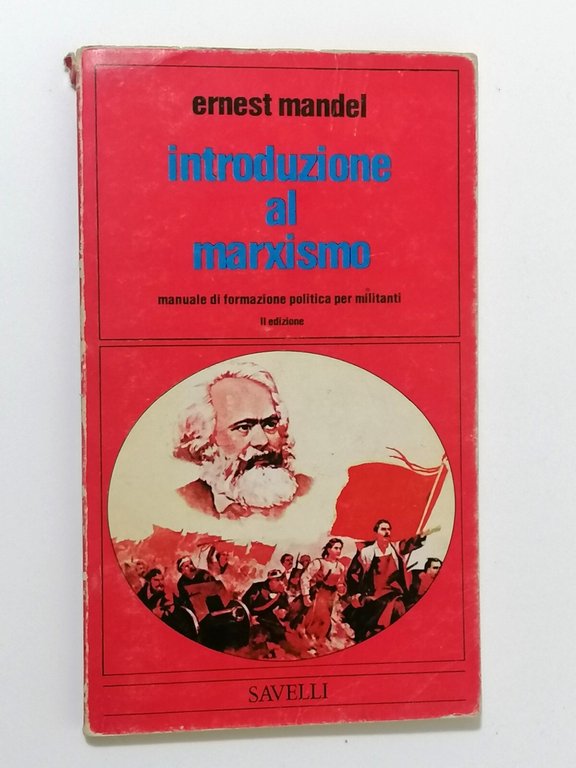 ernest mandel
introduzione
al
marxismo
manuale di formazione politica per militanti
II edizione
SAVELLI